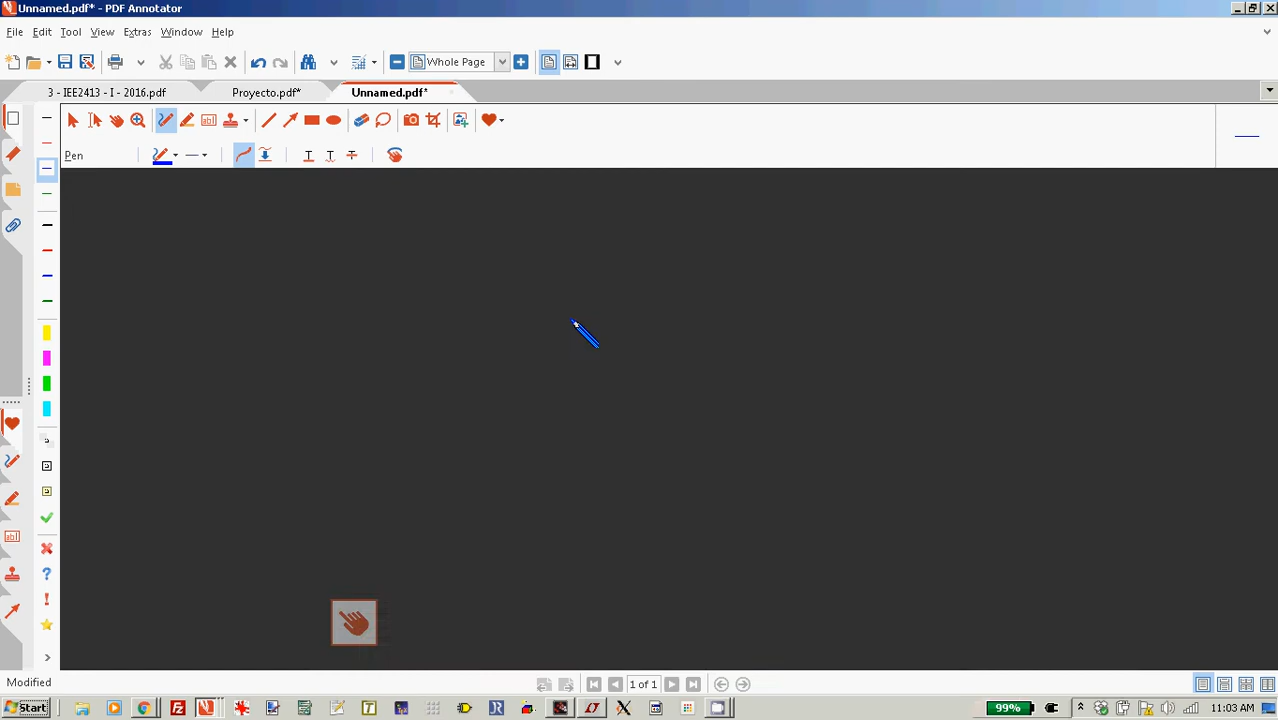 Unnamed.pdf* - PDF Annotator
File Edit Tool View Extras Window Help
Whole Page
3 - IEE2413 - I - 2016.pdf Proyecto.pdf* Unnamed.pdf*
Pen
Modified
1 of 1
Start 99% 11:03 AM